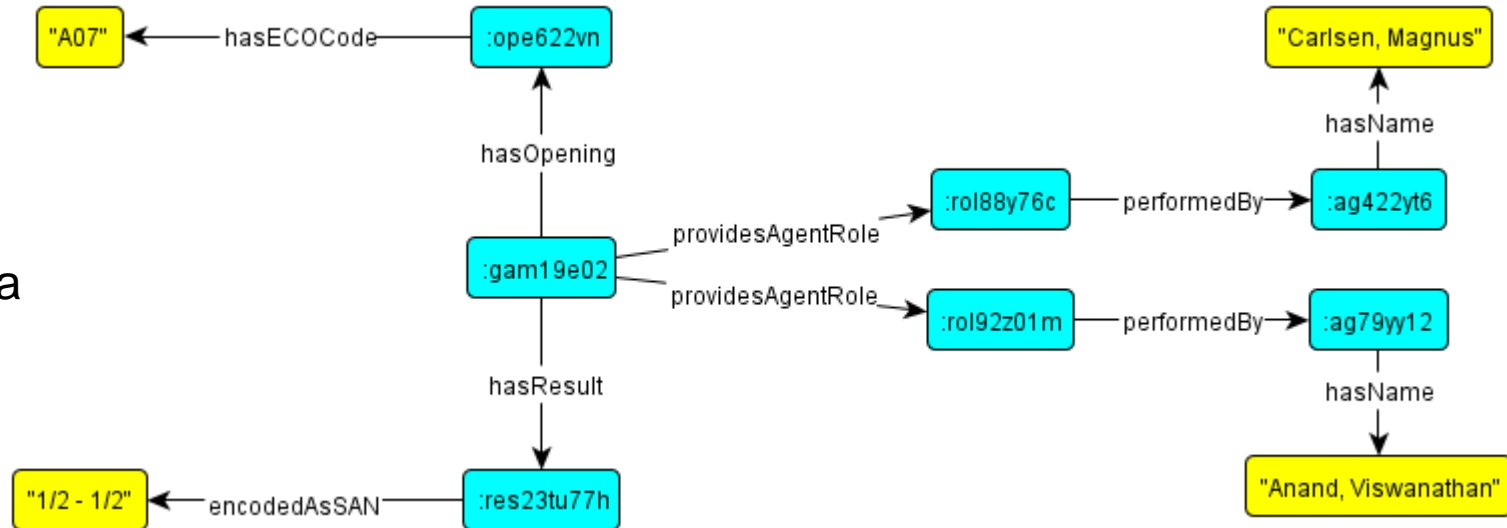 "A07"
hasECOCode
:ope622vn
"Carlsen, Magnus"
hasName
hasOpening
:rol88y76c
performedBy
:ag422yt6
providesAgentRole
:gam19e02
a
providesAgentRole
:rol92z01m
performedBy
:ag79yy12
hasResult
hasName
"1/2 - 1/2"
encodedAsSAN
:res23tu77h
"Anand, Viswanathan"